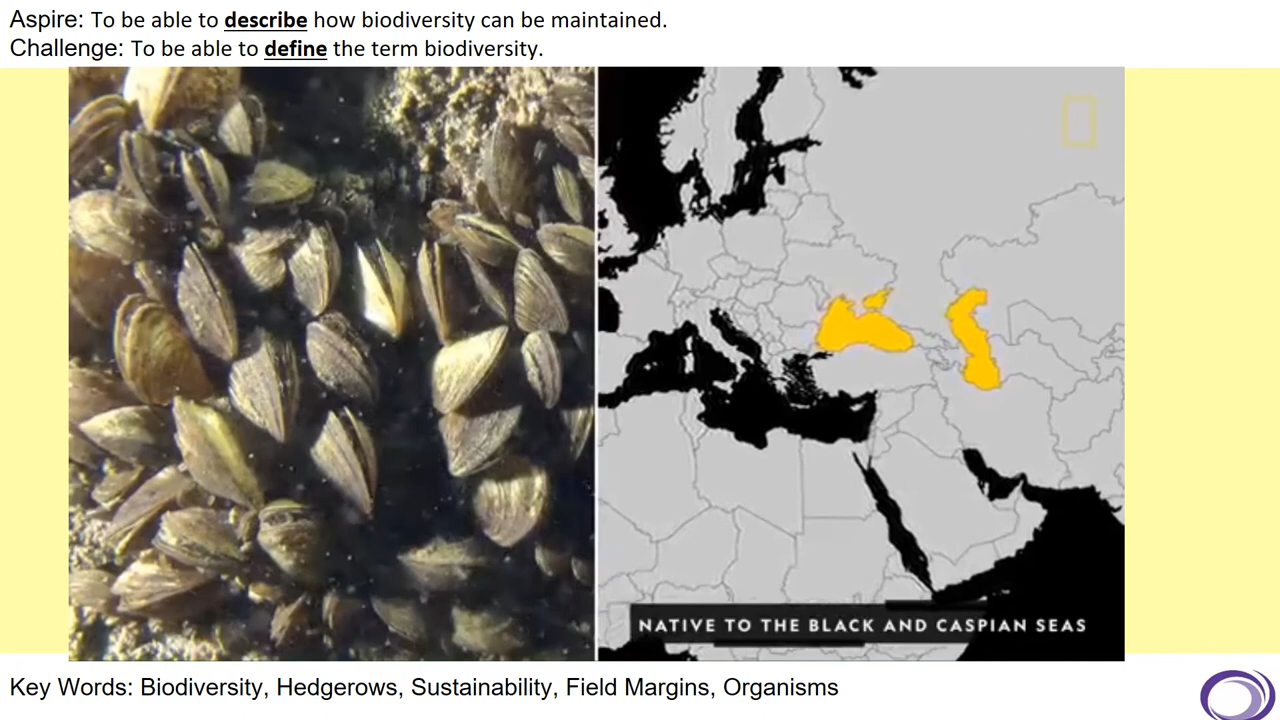 Aspire: To be able to describe how biodiversity can be maintained.
Challenge: To be able to define the term biodiversity.
NATIVE TO THE BLACK AND CASPIAN SEAS
Key Words: Biodiversity, Hedgerows, Sustainability, Field Margins, Organisms